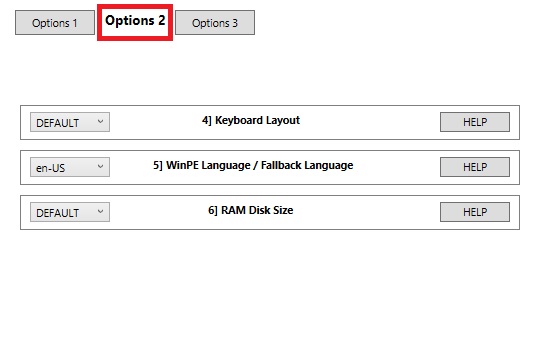 Options 1 Options 2 Options 3
DEFAULT 4] Keyboard Layout HELP
en-US 5] WinPE Language / Fallback Language HELP
DEFAULT 6] RAM Disk Size HELP